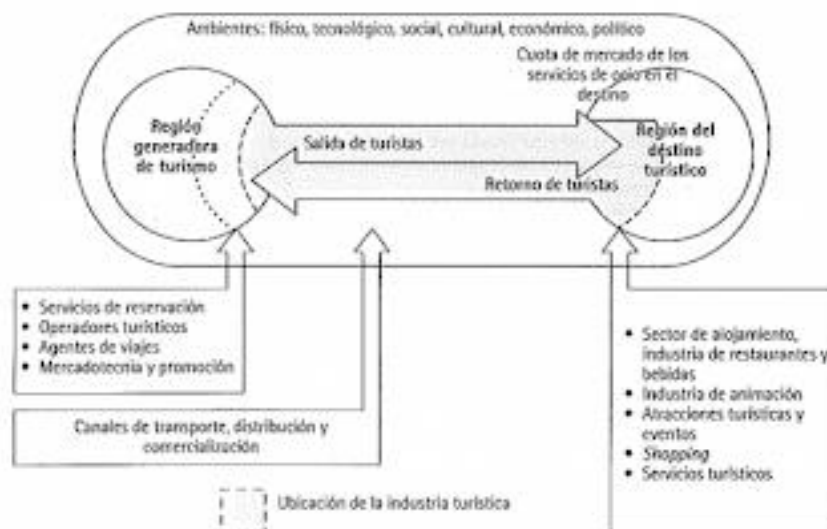 Ambientes: físico, tecnológico, social, cultural, económico, político
Cuota de mercado de los
servicios de ocio en el
destino
Región
generadora
de turismo
Salida de turistas
Retorno de turistas
Región del
destino
turístico
• Servicios de reservación
• Operadores turísticos
• Agentes de viajes
• Mercadotecnia y promoción
Canales de transporte, distribución y
comercialización
• Sector de alojamiento,
industria de restaurantes y
bebidas
• Industria de animación
• Atracciones turísticas y
eventos
• Shopping
• Servicios turísticos
Ubicación de la industria turística